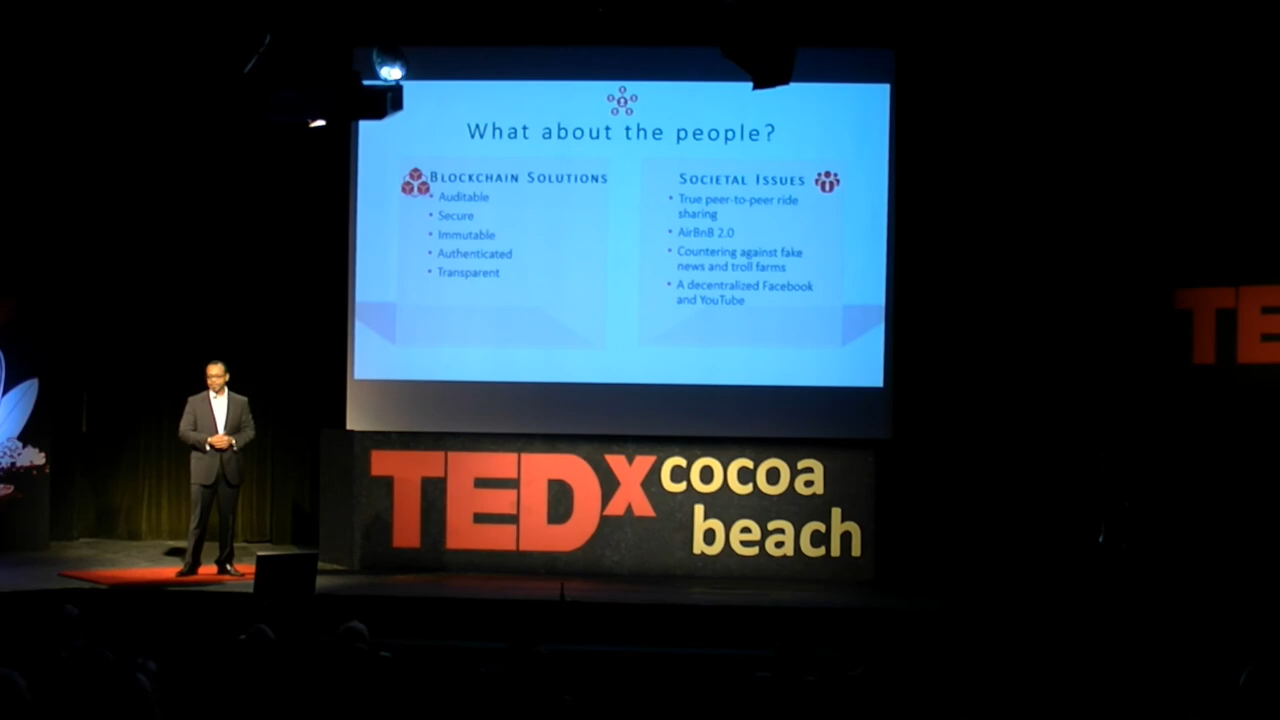 What about the people?
BLOCKCHAIN SOLUTIONS
• Auditable
• Secure
• Immutable
• Authenticated
• Transparent
SOCIETAL ISSUES
• True peer-to-peer ride
sharing
• AirBnB 2.0
• Countering against fake
news and troll farms
• A decentralized Facebook
and YouTube
TEDx cocoa
beach
TE